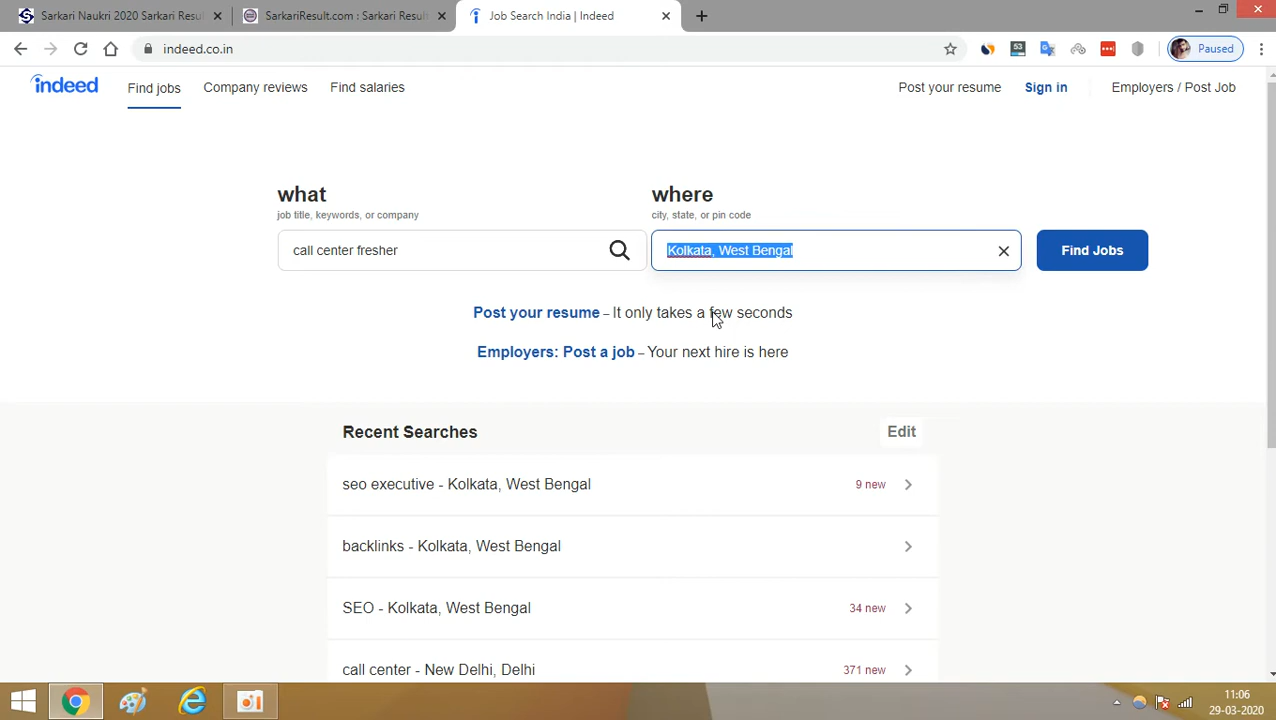 Sarkari Naukri 2020 Sarkari Resu
SarkariResult.com : Sarkari Resu
Job Search India | Indeed
indeed.co.in
53
Paused
indeed
Find jobs
Company reviews
Find salaries
Post your resume
Sign in
Employers / Post Job
what
where
job title, keywords, or company
city, state, or pin code
call center fresher
Kolkata, West Bengal
Find Jobs
Post your resume – It only takes a few seconds
Employers: Post a job – Your next hire is here
Recent Searches
Edit
seo executive - Kolkata, West Bengal
9 new
backlinks - Kolkata, West Bengal
SEO - Kolkata, West Bengal
34 new
call center - New Delhi, Delhi
371 new
11:06
29-03-2020